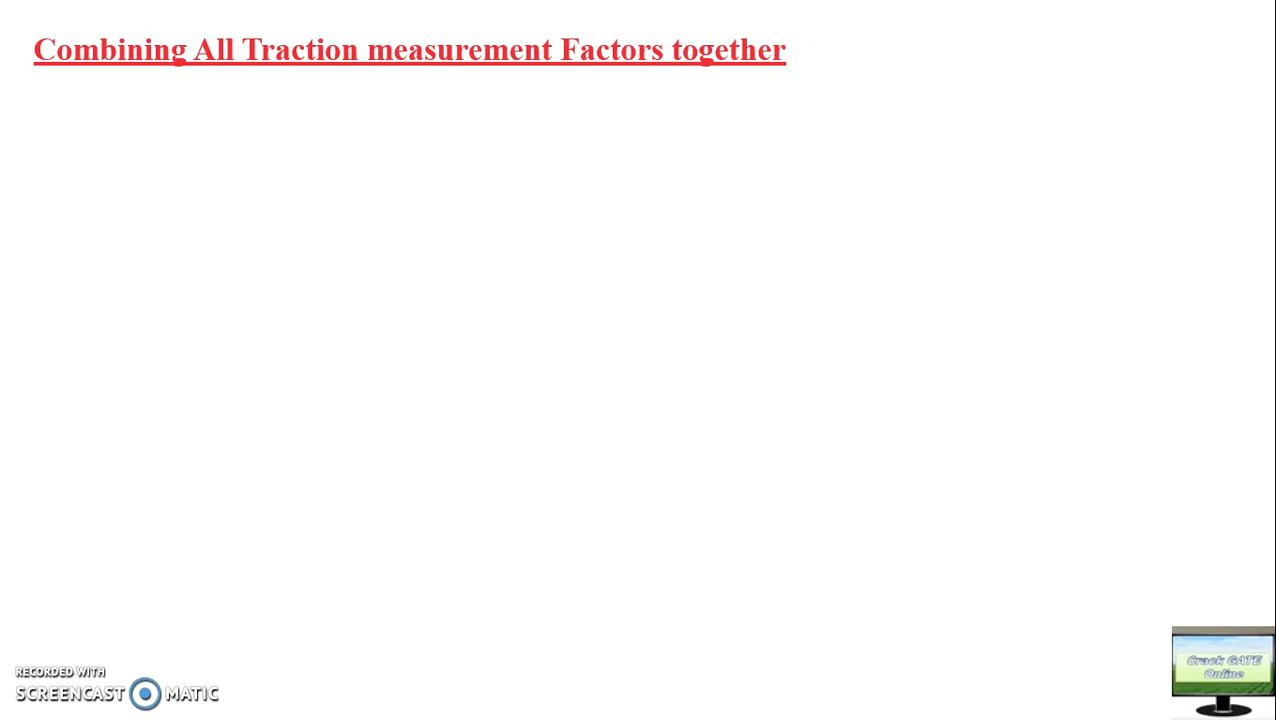 Combining All Traction measurement Factors together
RECORDED WITH
SCREENCAST MATIC
Crack GATE
Online